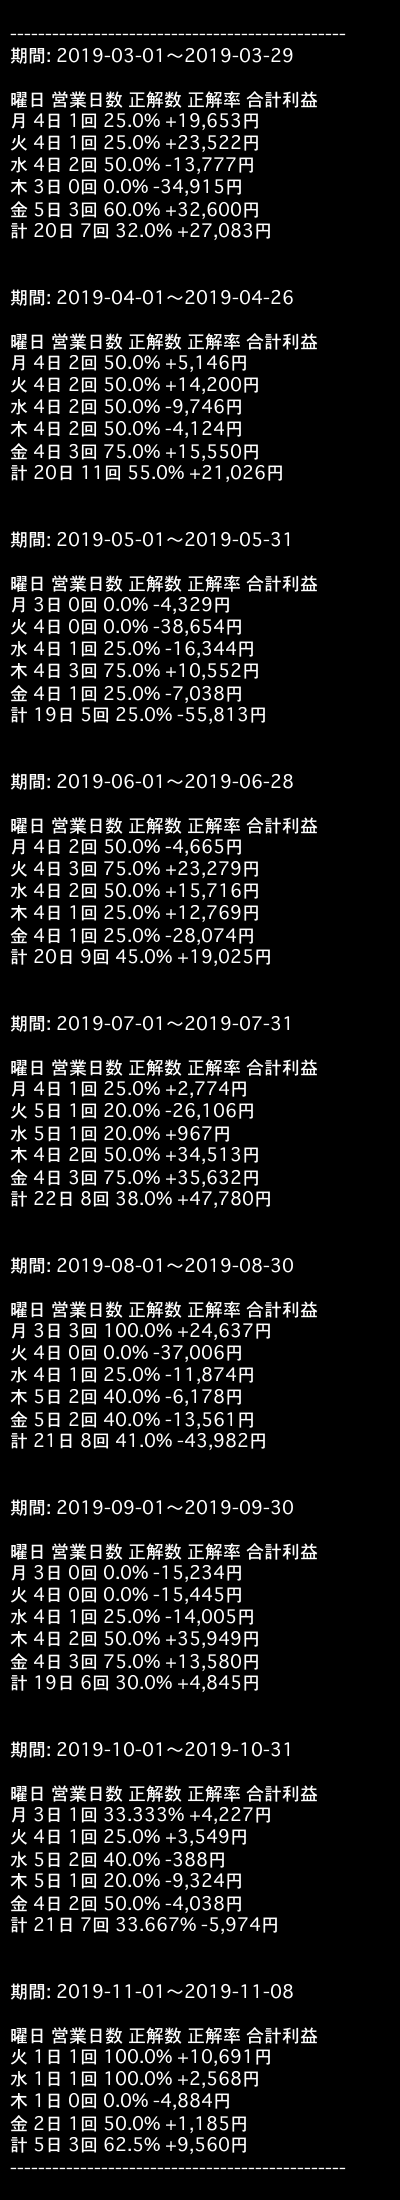 ------------------------------------------------
期間: 2019-03-01〜2019-03-29
曜日 営業日数 正解数 正解率 合計利益
月 4日 1回 25.0% +19,653円
火 4日 1回 25.0% +23,522円
水 4日 2回 50.0% -13,777円
木 3日 0回 0.0% -34,915円
金 5日 3回 60.0% +32,600円
計 20日 7回 32.0% +27,083円
期間: 2019-04-01〜2019-04-26
曜日 営業日数 正解数 正解率 合計利益
月 4日 2回 50.0% +5,146円
火 4日 2回 50.0% +14,200円
水 4日 2回 50.0% -9,746円
木 4日 2回 50.0% -4,124円
金 4日 3回 75.0% +15,550円
計 20日 11回 55.0% +21,026円
期間: 2019-05-01〜2019-05-31
曜日 営業日数 正解数 正解率 合計利益
月 3日 0回 0.0% -4,329円
火 4日 0回 0.0% -38,654円
水 4日 1回 25.0% -16,344円
木 4日 3回 75.0% +10,552円
金 4日 1回 25.0% -7,038円
計 19日 5回 25.0% -55,813円
期間: 2019-06-01〜2019-06-28
曜日 営業日数 正解数 正解率 合計利益
月 4日 2回 50.0% -4,665円
火 4日 3回 75.0% +23,279円
水 4日 2回 50.0% +15,716円
木 4日 1回 25.0% +12,769円
金 4日 1回 25.0% -28,074円
計 20日 9回 45.0% +19,025円
期間: 2019-07-01〜2019-07-31
曜日 営業日数 正解数 正解率 合計利益
月 4日 1回 25.0% +2,774円
火 5日 1回 20.0% -26,106円
水 5日 1回 20.0% +967円
木 4日 2回 50.0% +34,513円
金 4日 3回 75.0% +35,632円
計 22日 8回 38.0% +47,780円
期間: 2019-08-01〜2019-08-30
曜日 営業日数 正解数 正解率 合計利益
月 3日 3回 100.0% +24,637円
火 4日 0回 0.0% -37,006円
水 4日 1回 25.0% -11,874円
木 5日 2回 40.0% -6,178円
金 5日 2回 40.0% -13,561円
計 21日 8回 41.0% -43,982円
期間: 2019-09-01〜2019-09-30
曜日 営業日数 正解数 正解率 合計利益
月 3日 0回 0.0% -15,234円
火 4日 0回 0.0% -15,445円
水 4日 1回 25.0% -14,005円
木 4日 2回 50.0% +35,949円
金 4日 3回 75.0% +13,580円
計 19日 6回 30.0% +4,845円
期間: 2019-10-01〜2019-10-31
曜日 営業日数 正解数 正解率 合計利益
月 3日 1回 33.333% +4,227円
火 4日 1回 25.0% +3,549円
水 5日 2回 40.0% -388円
木 5日 1回 20.0% -9,324円
金 4日 2回 50.0% -4,038円
計 21日 7回 33.667% -5,974円
期間: 2019-11-01〜2019-11-08
曜日 営業日数 正解数 正解率 合計利益
火 1日 1回 100.0% +10,691円
水 1日 1回 100.0% +2,568円
木 1日 0回 0.0% -4,884円
金 2日 1回 50.0% +1,185円
計 5日 3回 62.5% +9,560円
------------------------------------------------